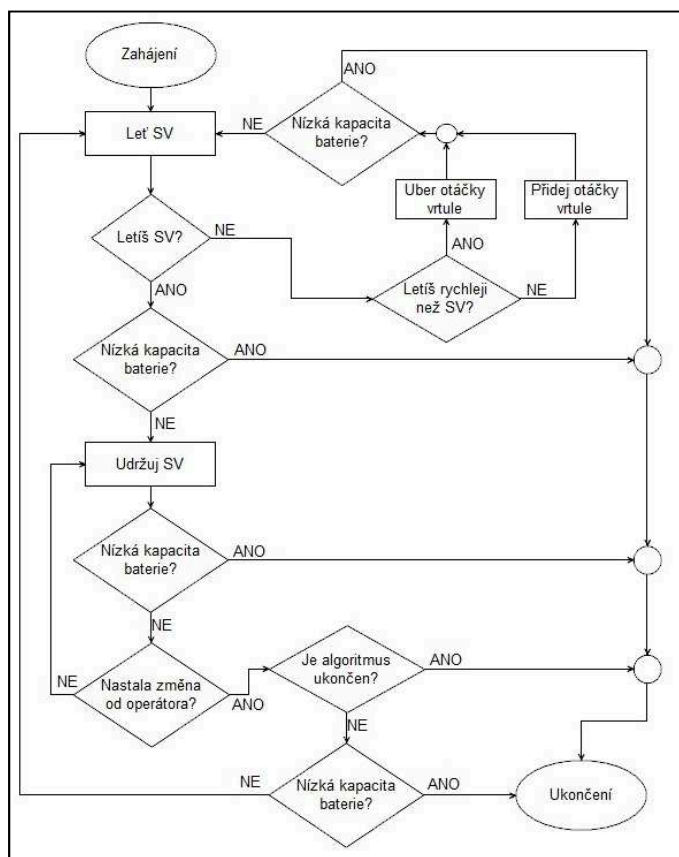 Zahájení
ANO
Leť SV
NE
Nízká kapacita
baterie?
Uber otáčky
vrtule
Přidej otáčky
vrtule
Letíš SV?
NE
ANO
Letíš rychleji
než SV?
NE
ANO
Nízká kapacita
baterie?
ANO
NE
Udržuj SV
Nízká kapacita
baterie?
ANO
NE
Nastala změna
od operátora?
NE
ANO
Je algoritmus
ukončen?
ANO
NE
Nízká kapacita
baterie?
NE
ANO
Ukončení